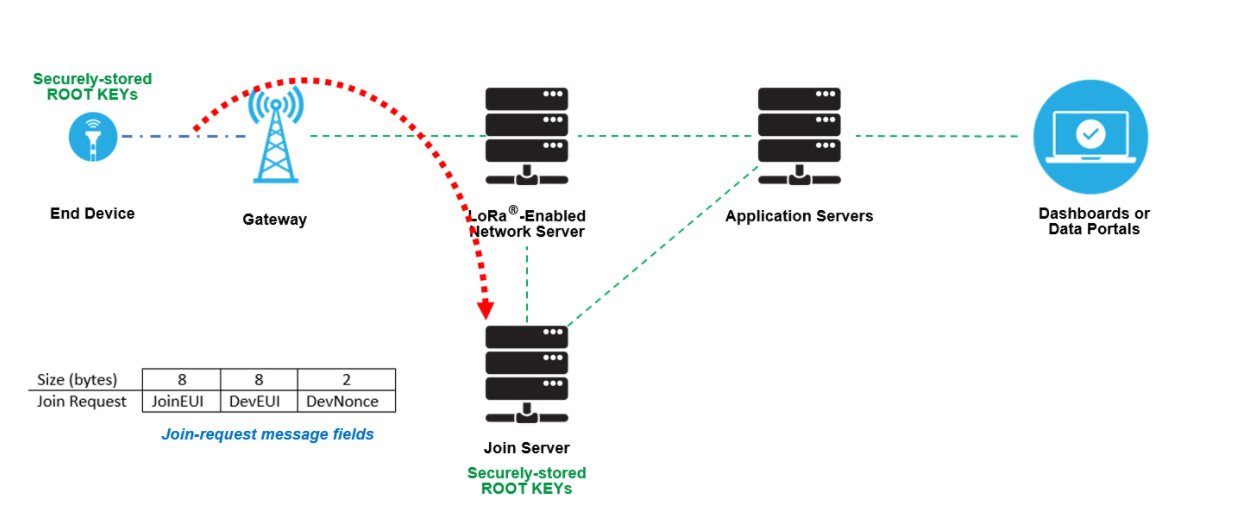 Securely-stored
ROOT KEYs
End Device
Gateway
LoRa®-Enabled
Network Server
Application Servers
Dashboards or
Data Portals
Size (bytes) 8 8 2
Join Request JoinEUI DevEUI DevNonce
Join-request message fields
Join Server
Securely-stored
ROOT KEYs